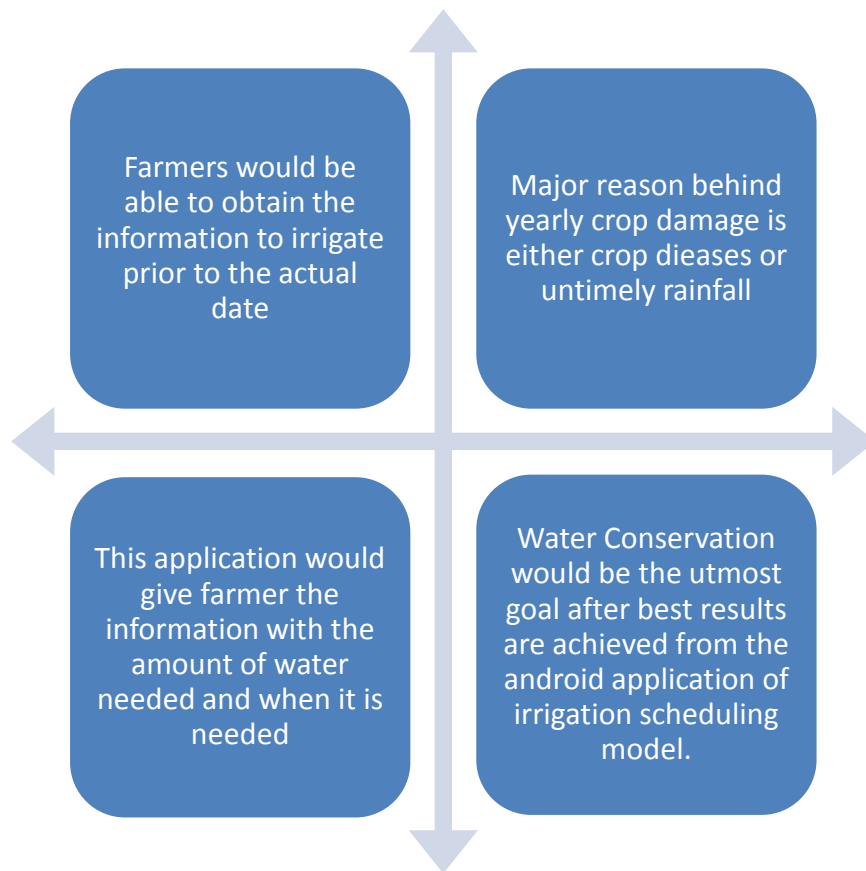 Farmers would be
able to obtain the
information to irrigate
prior to the actual
date
Major reason behind
yearly crop damage is
either crop dieases or
untimely rainfall
This application would
give farmer the
information with the
amount of water
needed and when it is
needed
Water Conservation
would be the utmost
goal after best results
are achieved from the
android application of
irrigation scheduling
model.